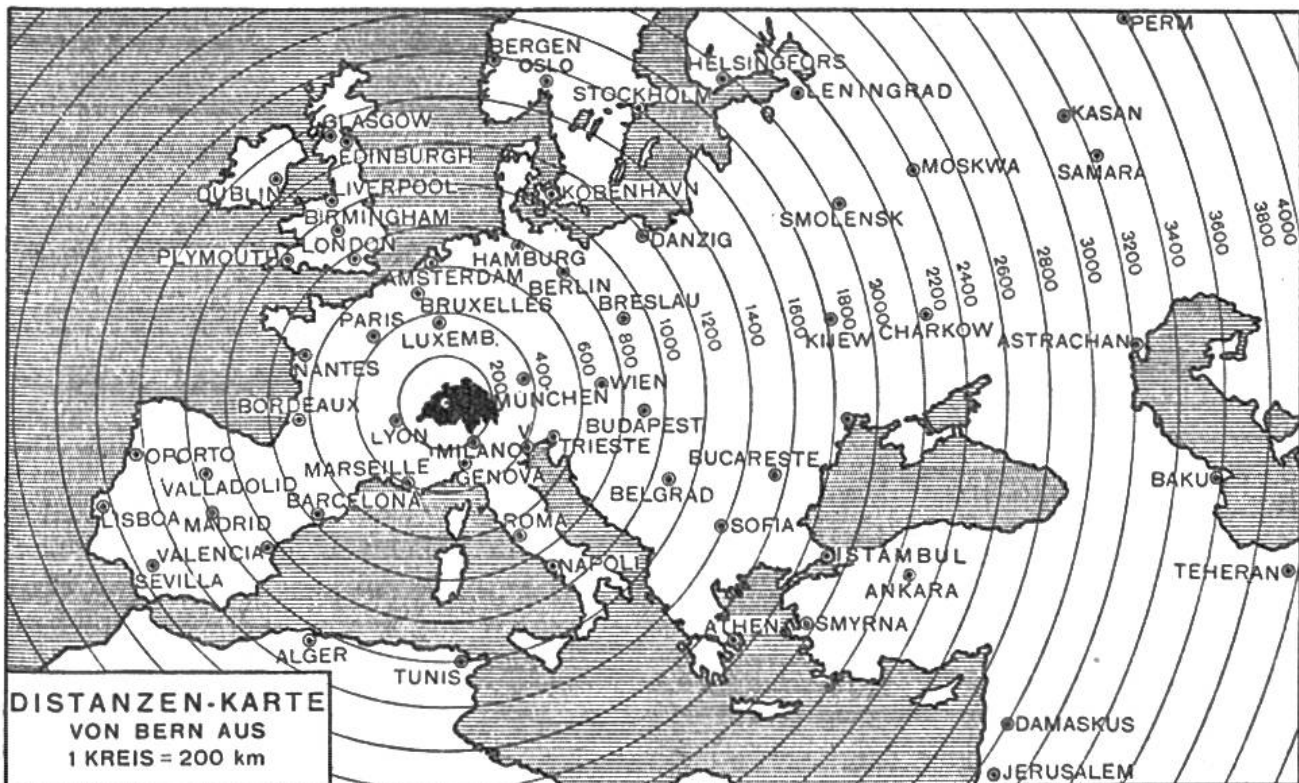 PERM
BERGEN
OSLO
HELSINGFORS
STOCKHOLM
LENINGRAD
KASAN
GLASGOW
EDINBURGH
MOSKWA
SAMARA
DUBLIN
LIVERPOOL
KOBENHAVN
BIRMINGHAM
SMOLENSK
PLYMOUTH
LONDON
HAMBURG
DANZIG
AMSTERDAM
BERLIN
BRUXELLES
BRESLAU
PARIS
LUXEMB.
KIJEW
CHARKOW
ASTRACHAN
200
400
600
800
1000
1200
1400
1600
1800
2000
2200
2400
2600
2800
3000
3200
3400
3600
3800
4000
NANTES
MÜNCHEN
WIEN
BORDEAUX
LYON
BUDAPEST
MILANO
V.
TRIESTE
OPORTO
MARSEILLE
GENOVA
BUCARESTE
VALLADOLID
BARCELONA
BELGRAD
BAKU
LISBOA
MADRID
ROMA
SOFIA
VALENCIA
SEVILLA
NAPOLI
ISTAMBUL
ANKARA
TEHERAN
ATHEN
SMYRNA
ALGER
TUNIS
DAMASKUS
JERUSALEM
DISTANZEN-KARTE
VON BERN AUS
1 KREIS = 200 km